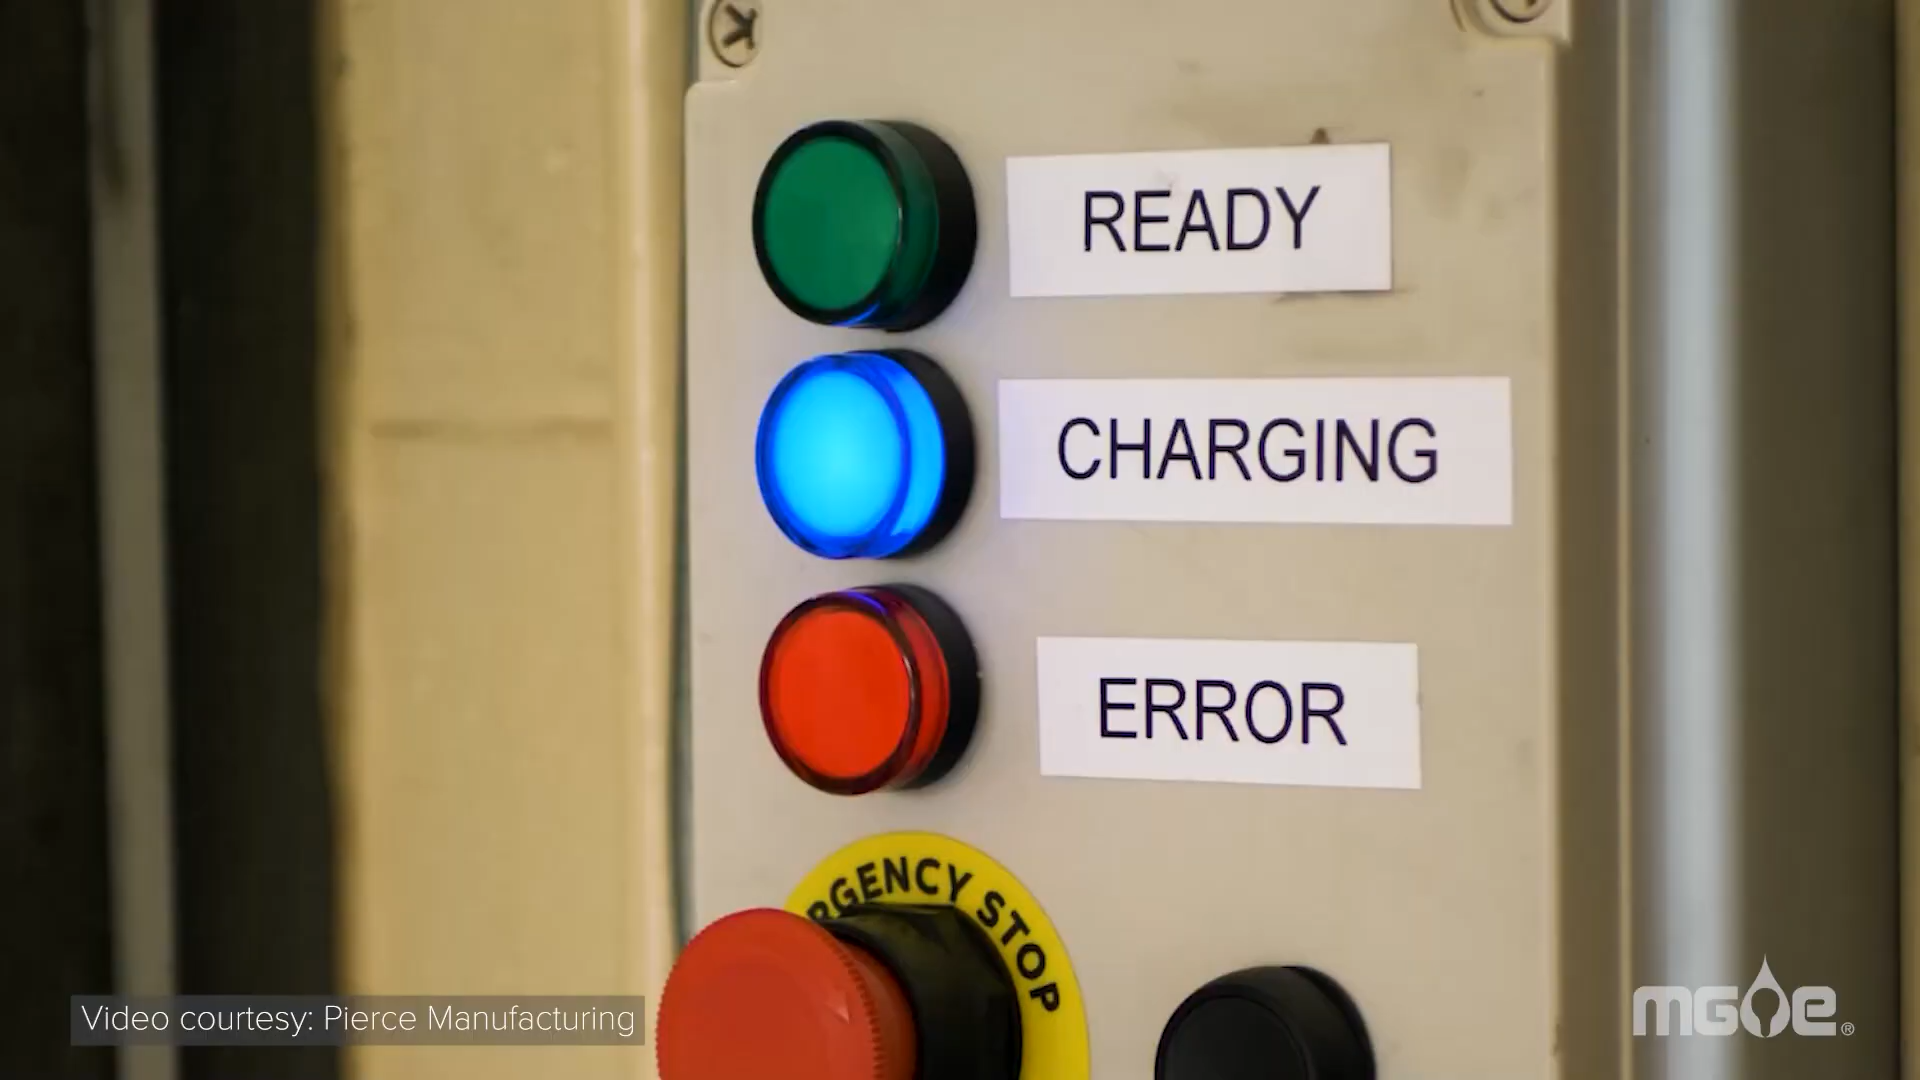 READY
CHARGING
ERROR
RGENCY STOP
Video courtesy: Pierce Manufacturing
mge®